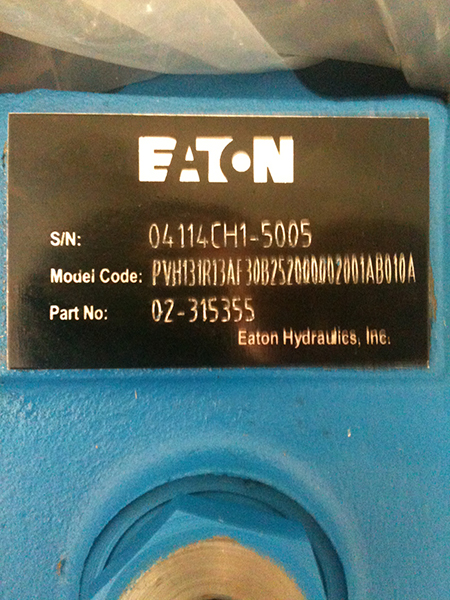 EATON
S/N: 04114CH1-5005
Model Code: PVH131R13AF30B252000002001AB010A
Part No: 02-315355
Eaton Hydraulics, Inc.